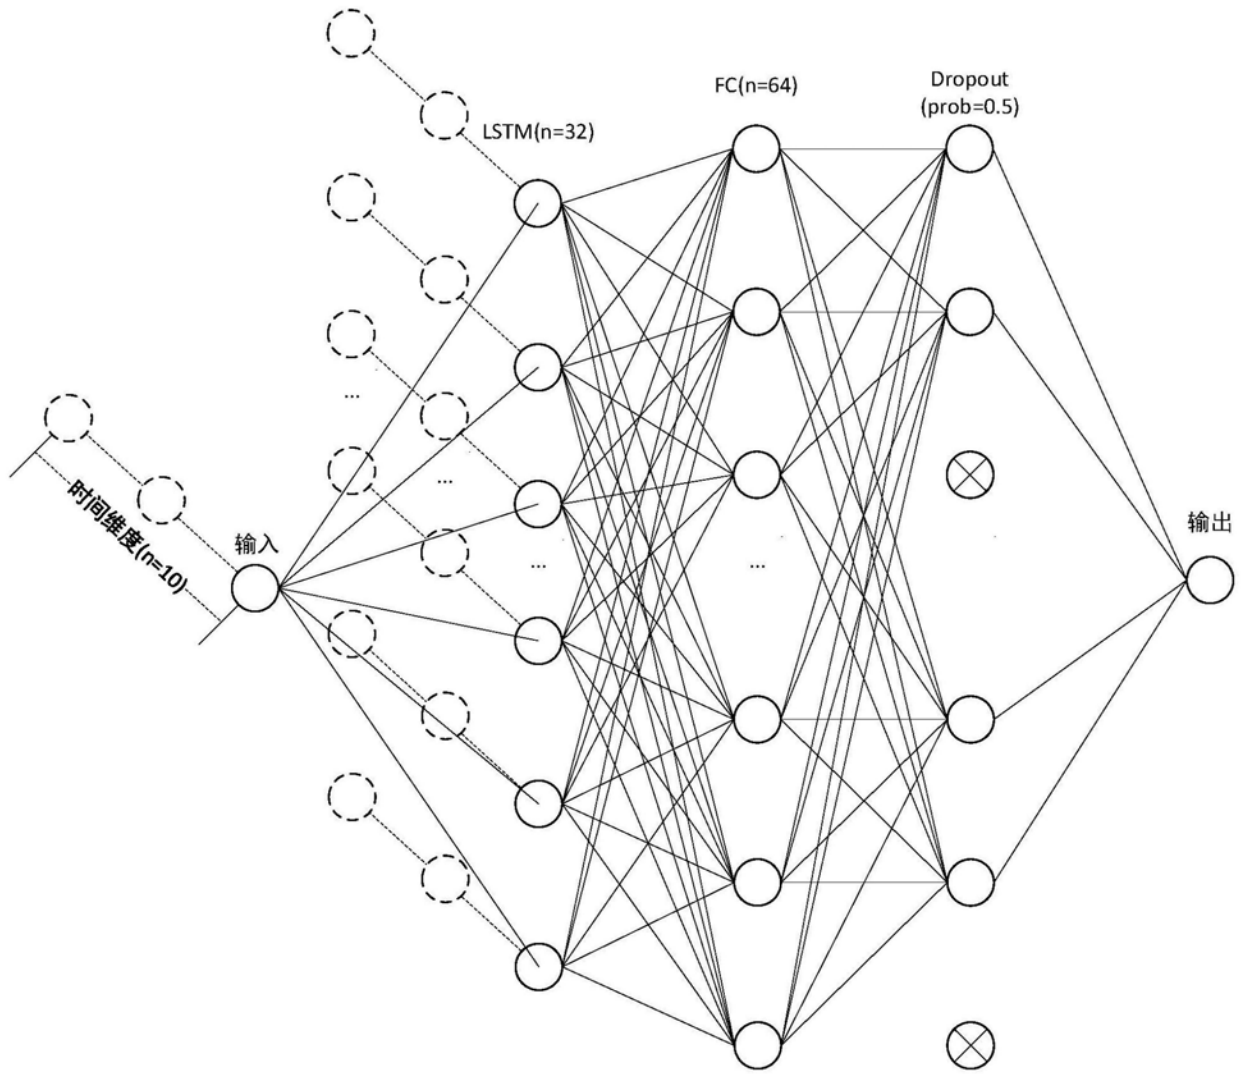 LSTM(n=32)
FC(n=64)
Dropout
(prob=0.5)
...
...
...
...
时间维度(n=10)
输入
输出